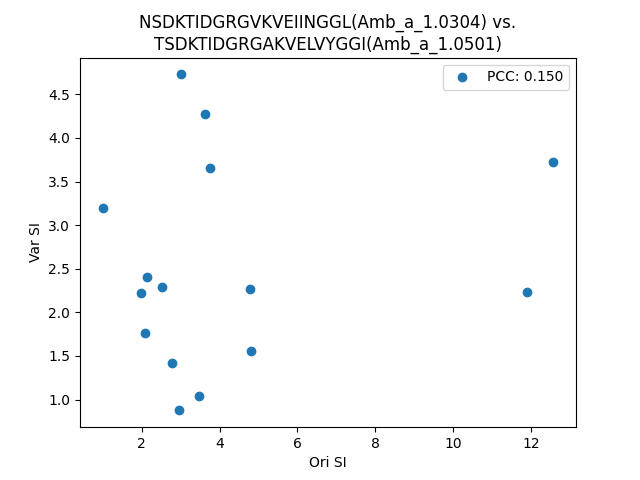 NSDKTIDGRGVKVEIINGGL(Amb_a_1.0304) vs.
TSDKTIDGRGAKVELVYGGI(Amb_a_1.0501)
PCC: 0.150
Var SI
4.5
4.0
3.5
3.0
2.5
2.0
1.5
1.0
2 4 6 8 10 12
Ori SI